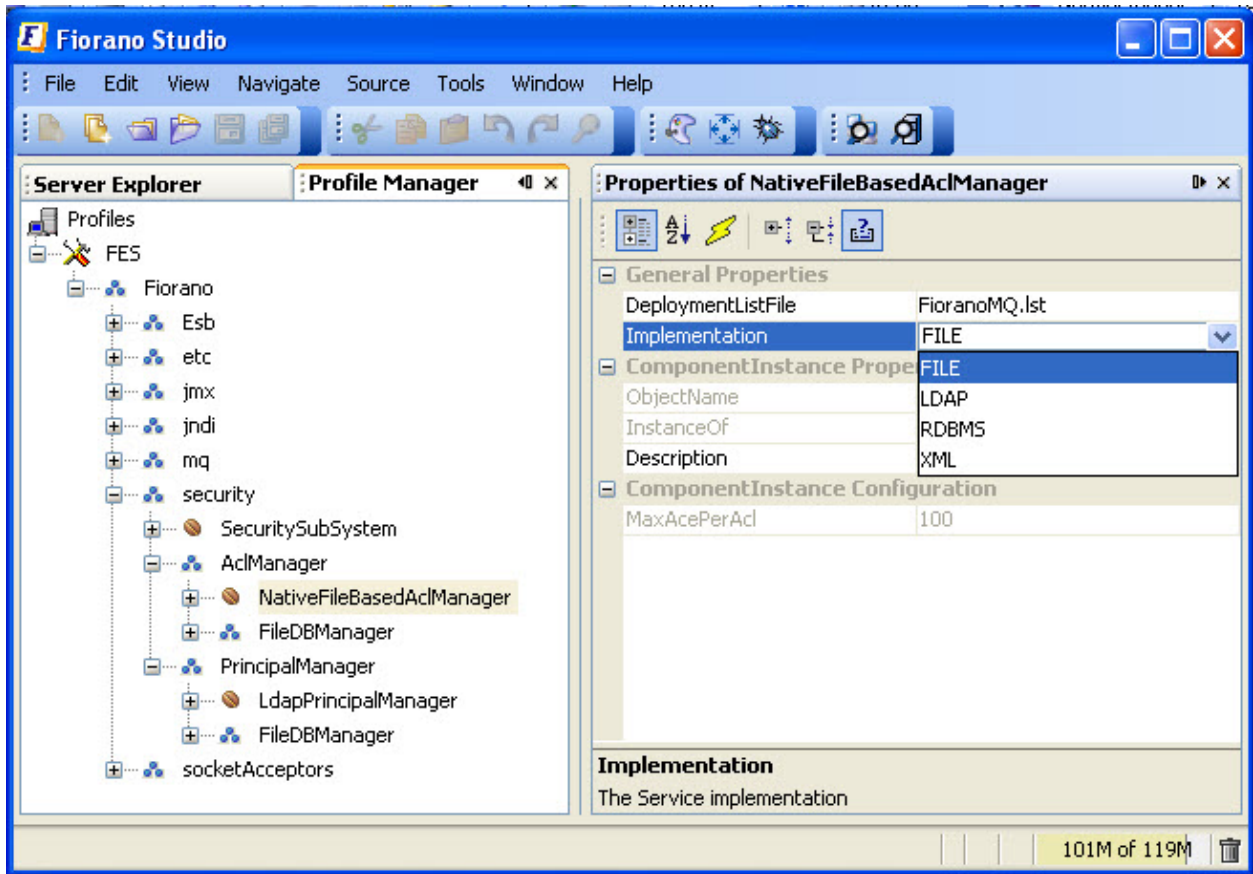 Fiorano Studio
File Edit View Navigate Source Tools Window Help
Server Explorer
Profile Manager
Profiles
FES
Fiorano
Esb
etc
jmx
jndi
mq
security
SecuritySubSystem
AclManager
NativeFileBasedAclManager
FileDBManager
PrincipalManager
LdapPrincipalManager
FileDBManager
socketAcceptors
Properties of NativeFileBasedAclManager
General Properties
DeploymentListFile FioranoMQ.lst
Implementation FILE
ComponentInstance Prope
FILE
ObjectName
LDAP
InstanceOf
RDBMS
Description
XML
ComponentInstance Configuration
MaxAcePerAcl 100
Implementation
The Service implementation
101M of 119M